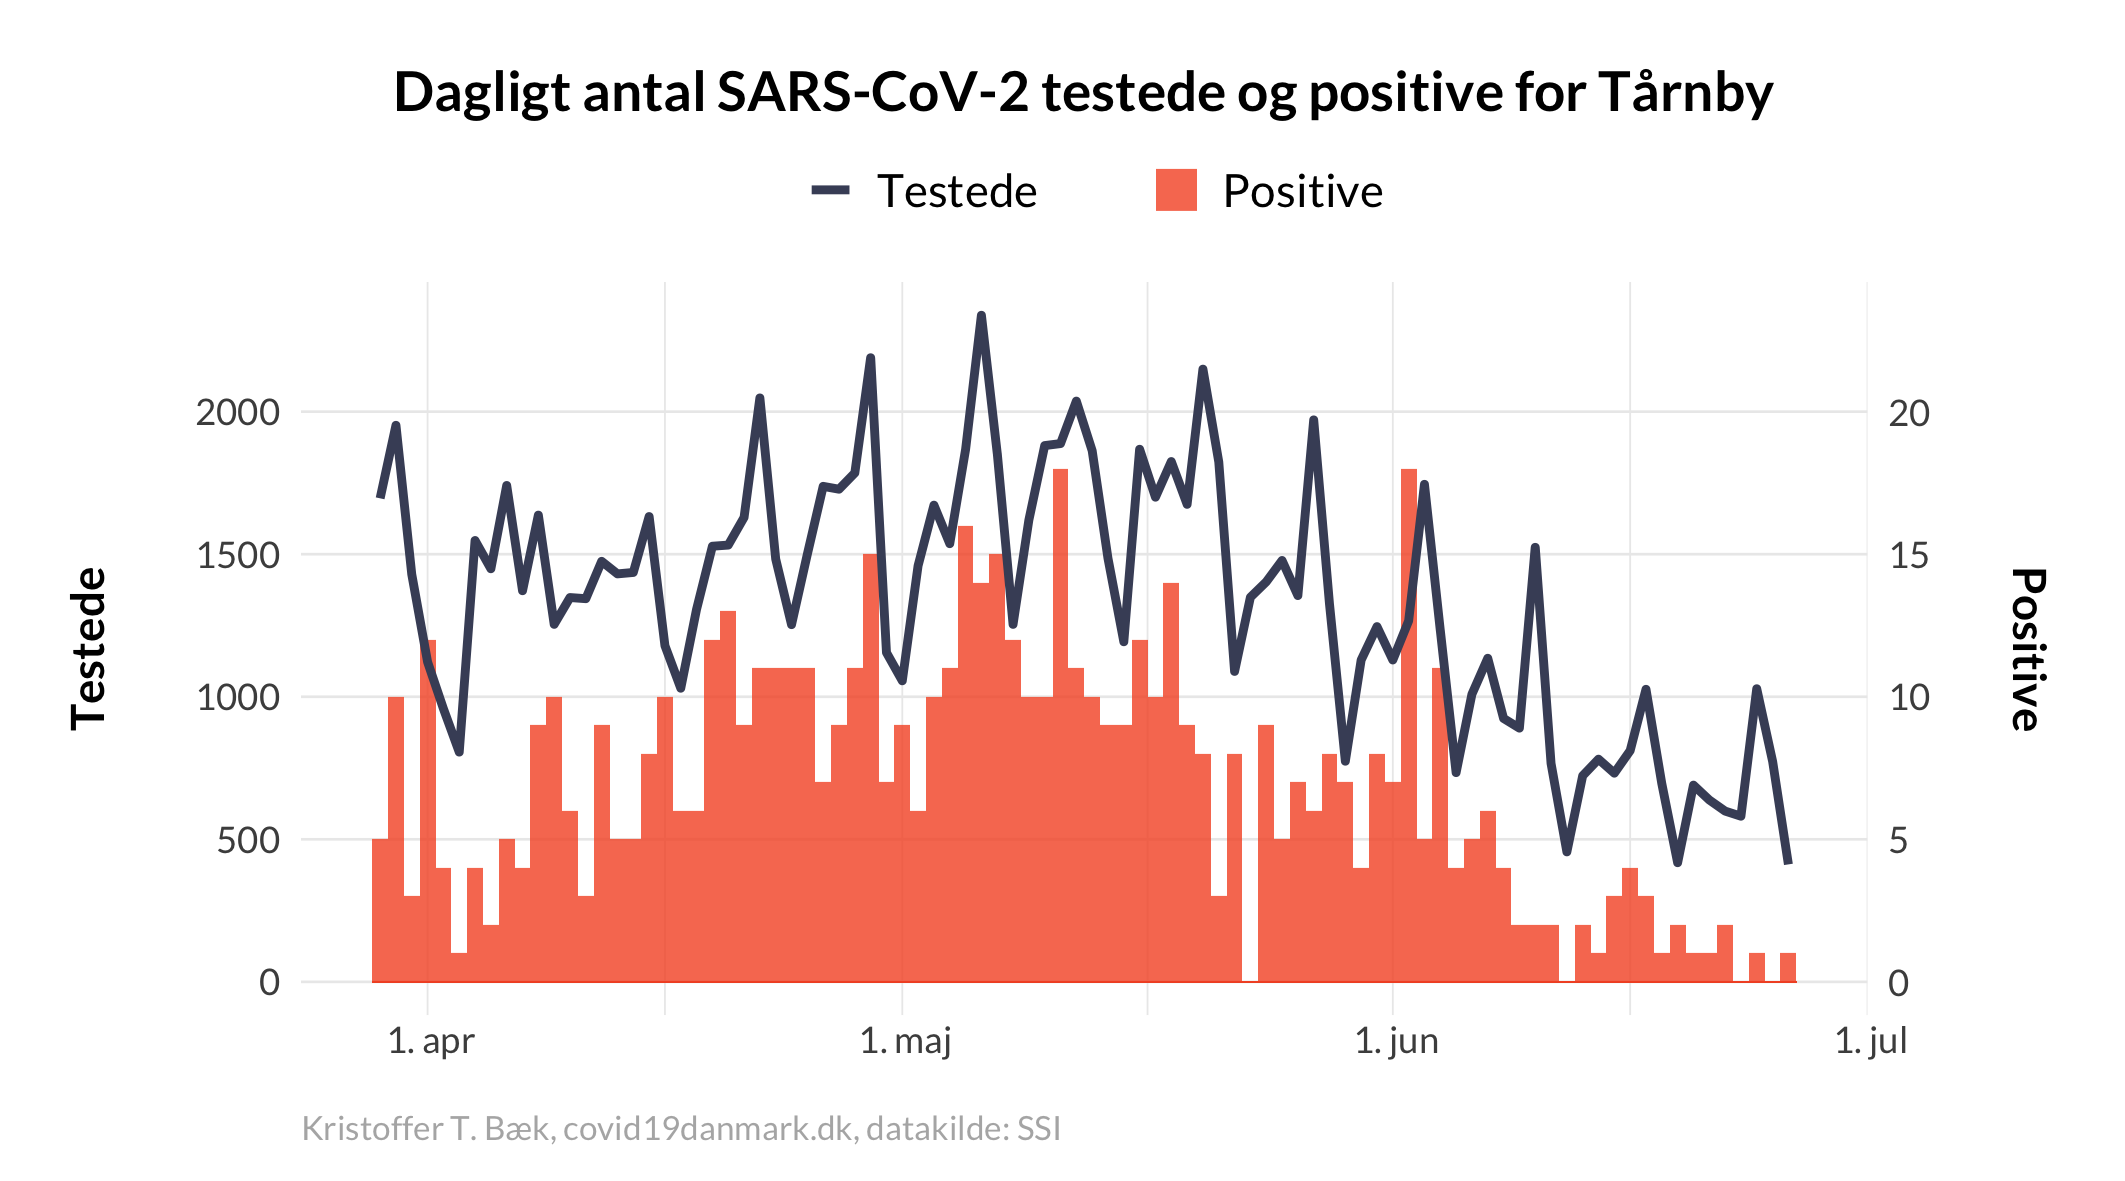 Dagligt antal SARS-CoV-2 testede og positive for Tårnby
Testede
Positive
Testede
2000
1500
1000
500
0
20
15
10
5
0
Positive
1. apr
1. maj
1. jun
1. jul
Kristoffer T. Bæk, covid19danmark.dk, datakilde: SSI